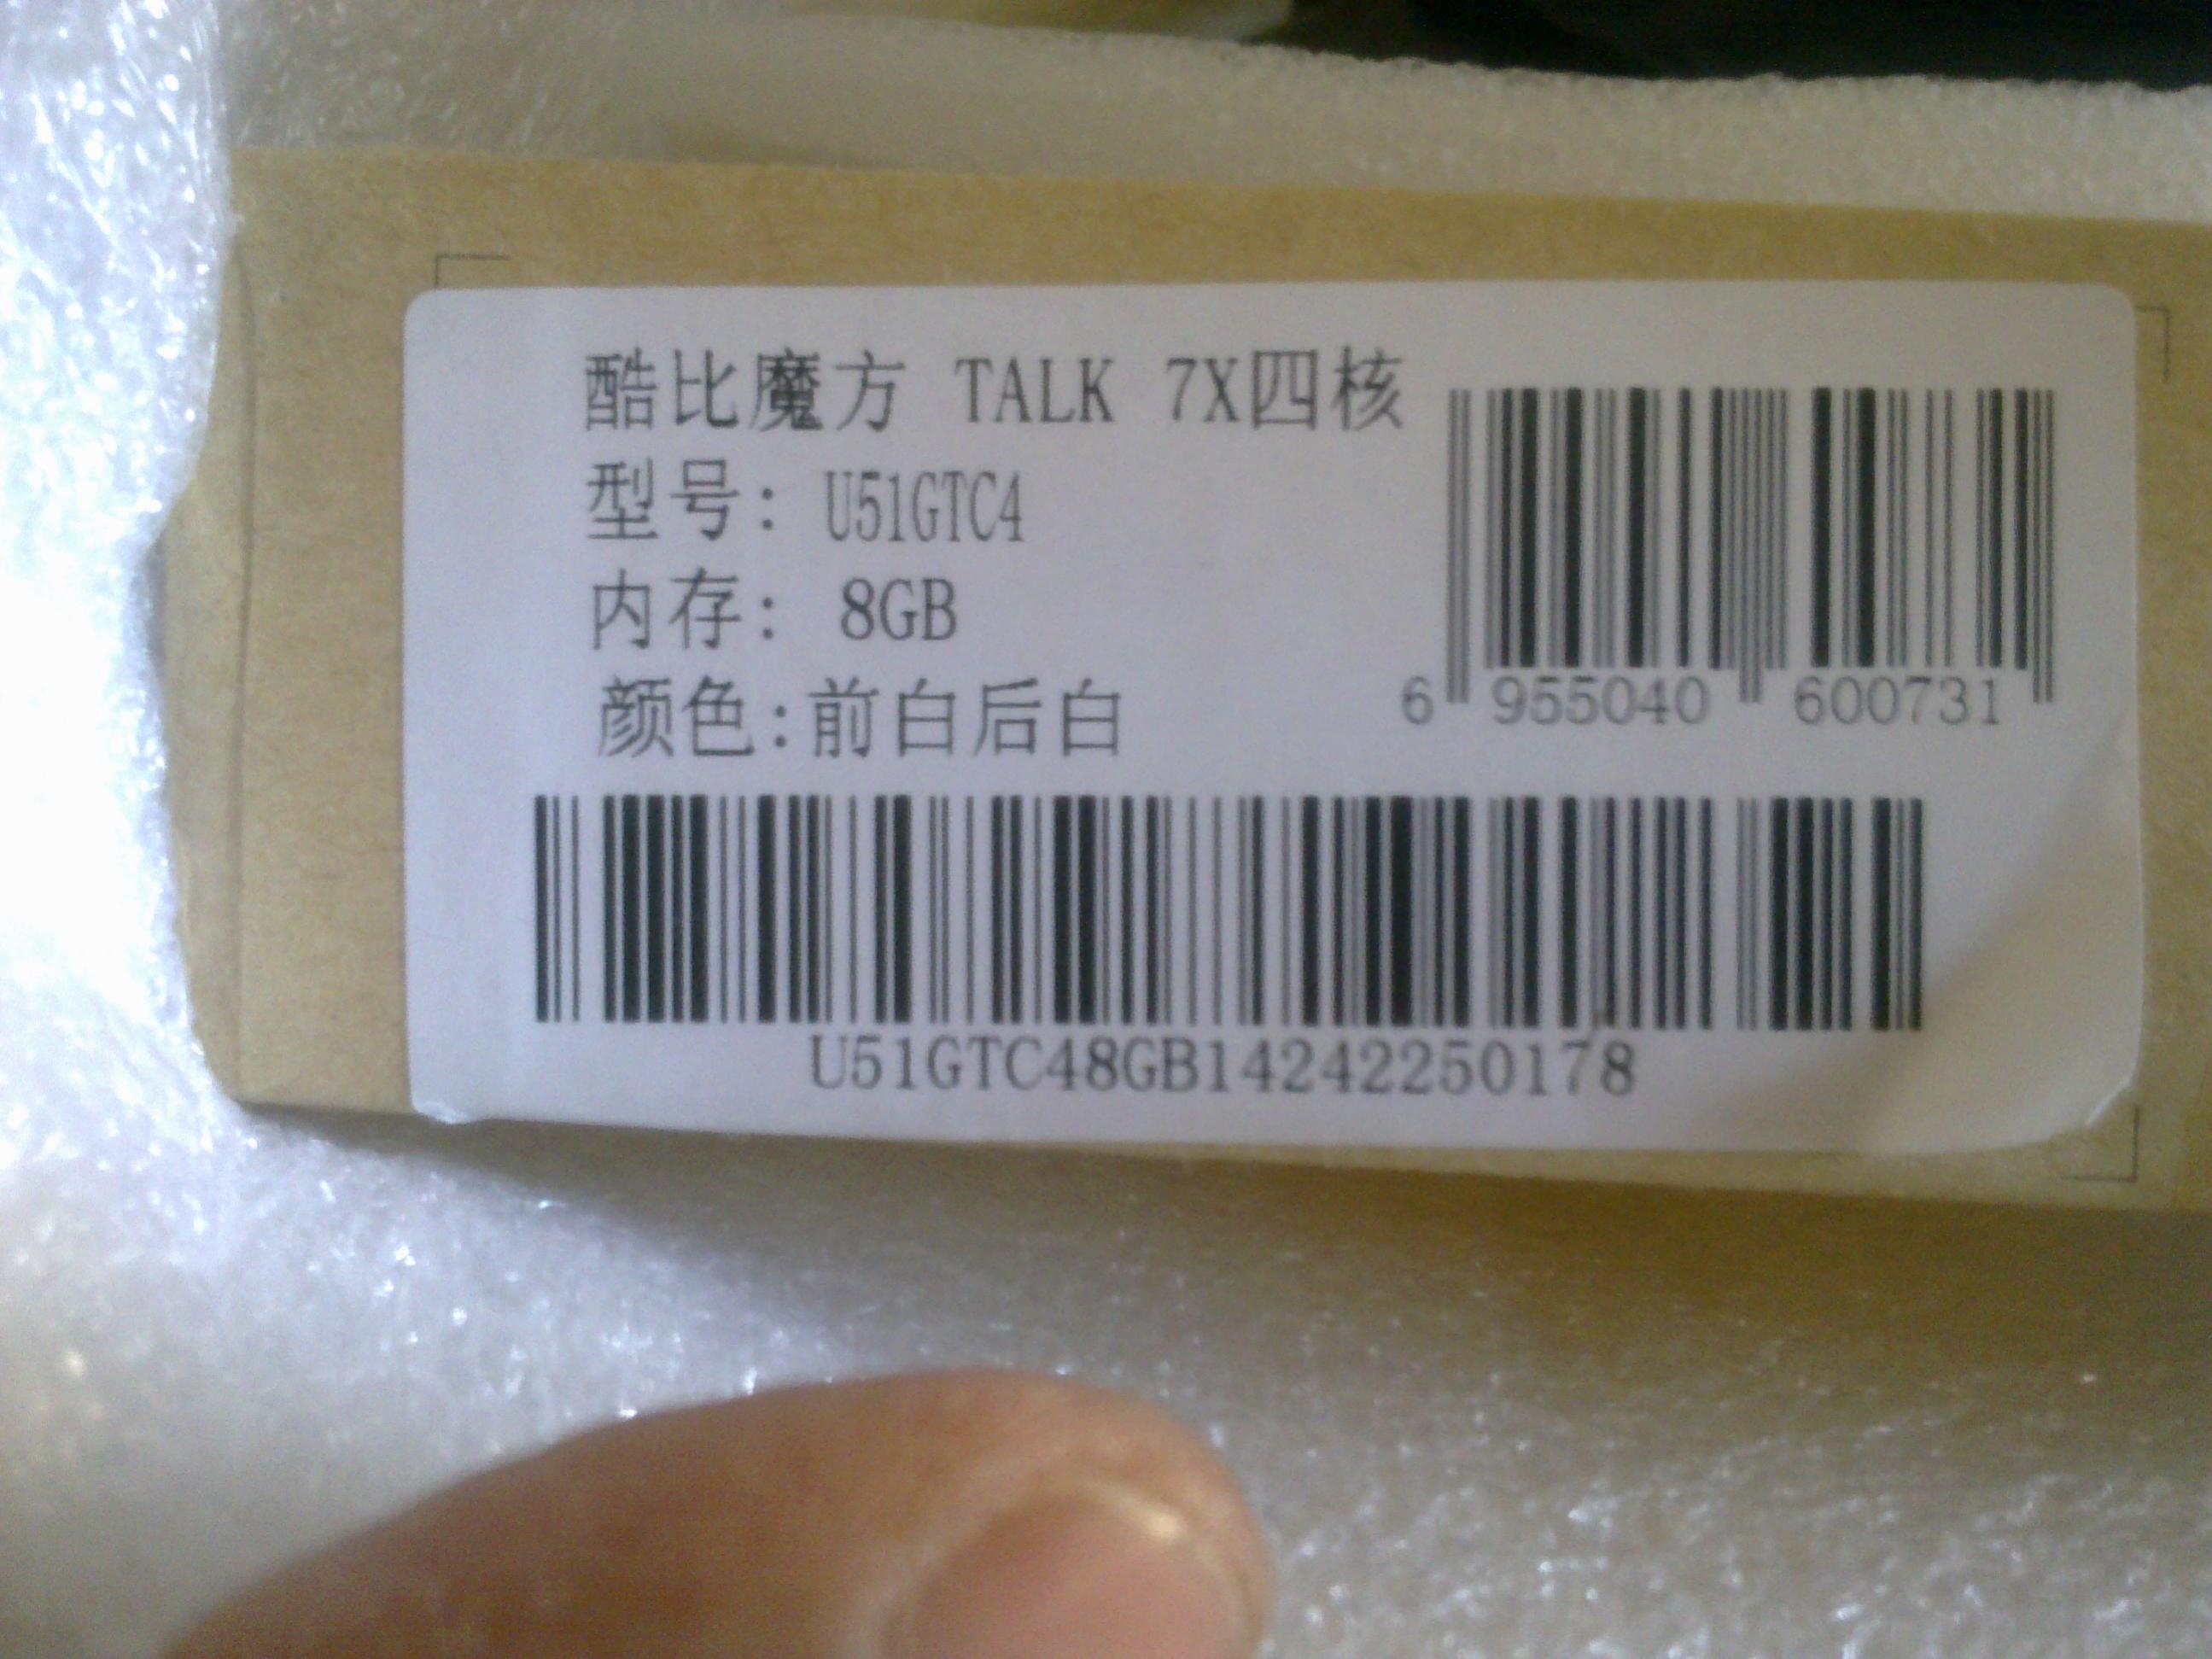 酷比魔方 TALK 7X四核
型号: U51GTC4
内存: 8GB
颜色:前白后白
6 955040 600731
U51GTC48GB14242250178